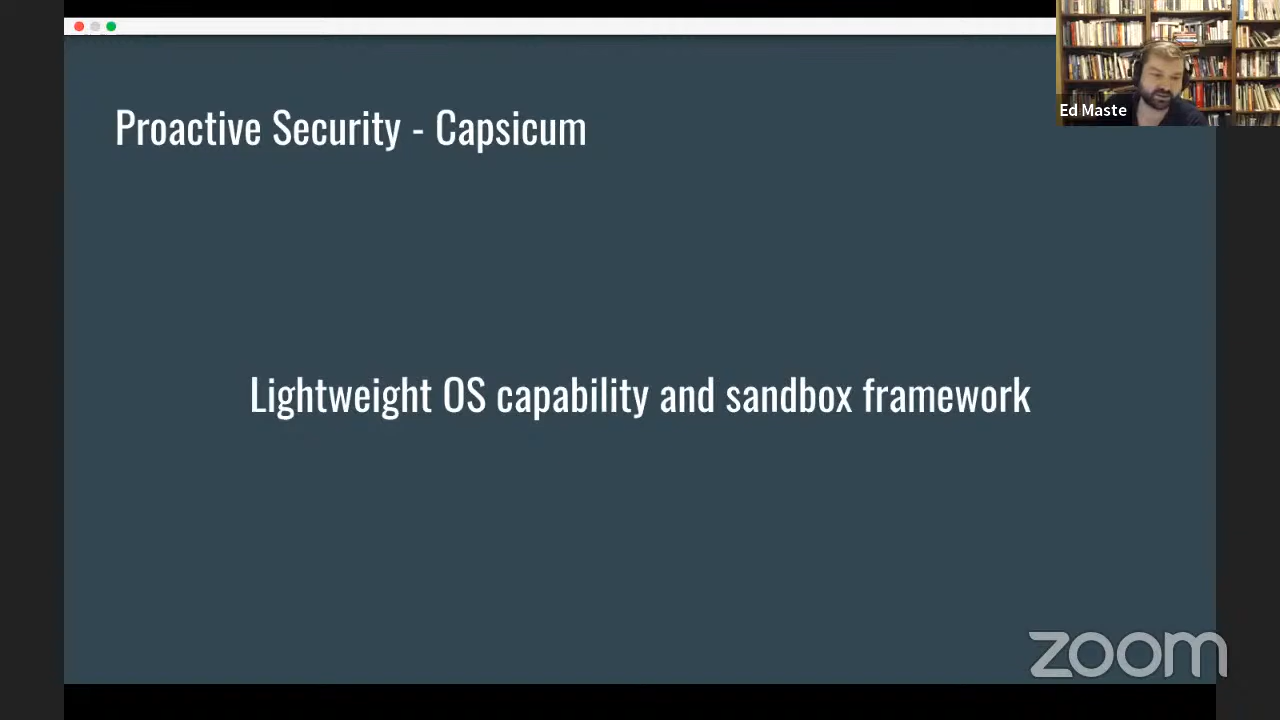 Ed Maste
Proactive Security - Capsicum
Lightweight OS capability and sandbox framework
zoom